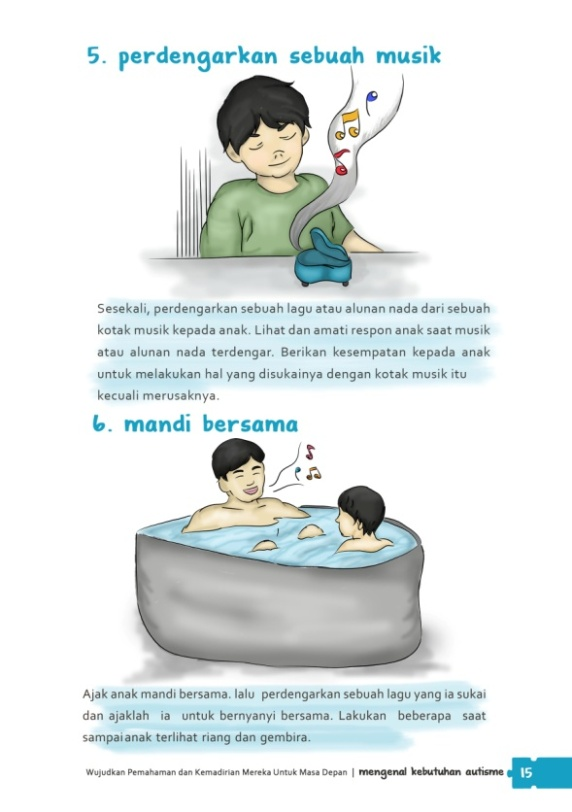 5. perdengarkan sebuah musik
Sesekali, perdengarkan sebuah lagu atau alunan nada dari sebuah
kotak musik kepada anak. Lihat dan amati respon anak saat musik
atau alunan nada terdengar. Berikan kesempatan kepada anak
untuk melakukan hal yang disukainya dengan kotak musik itu
kecuali merusaknya.
6. mandi bersama
Ajak anak mandi bersama. lalu perdengarkan sebuah lagu yang ia sukai
dan ajaklah ia untuk bernyanyi bersama. Lakukan beberapa saat
sampai anak terlihat riang dan gembira.
Wujudkan Pemahaman dan Kemadirian Mereka Untuk Masa Depan | mengenal kebutuhan autisme 15